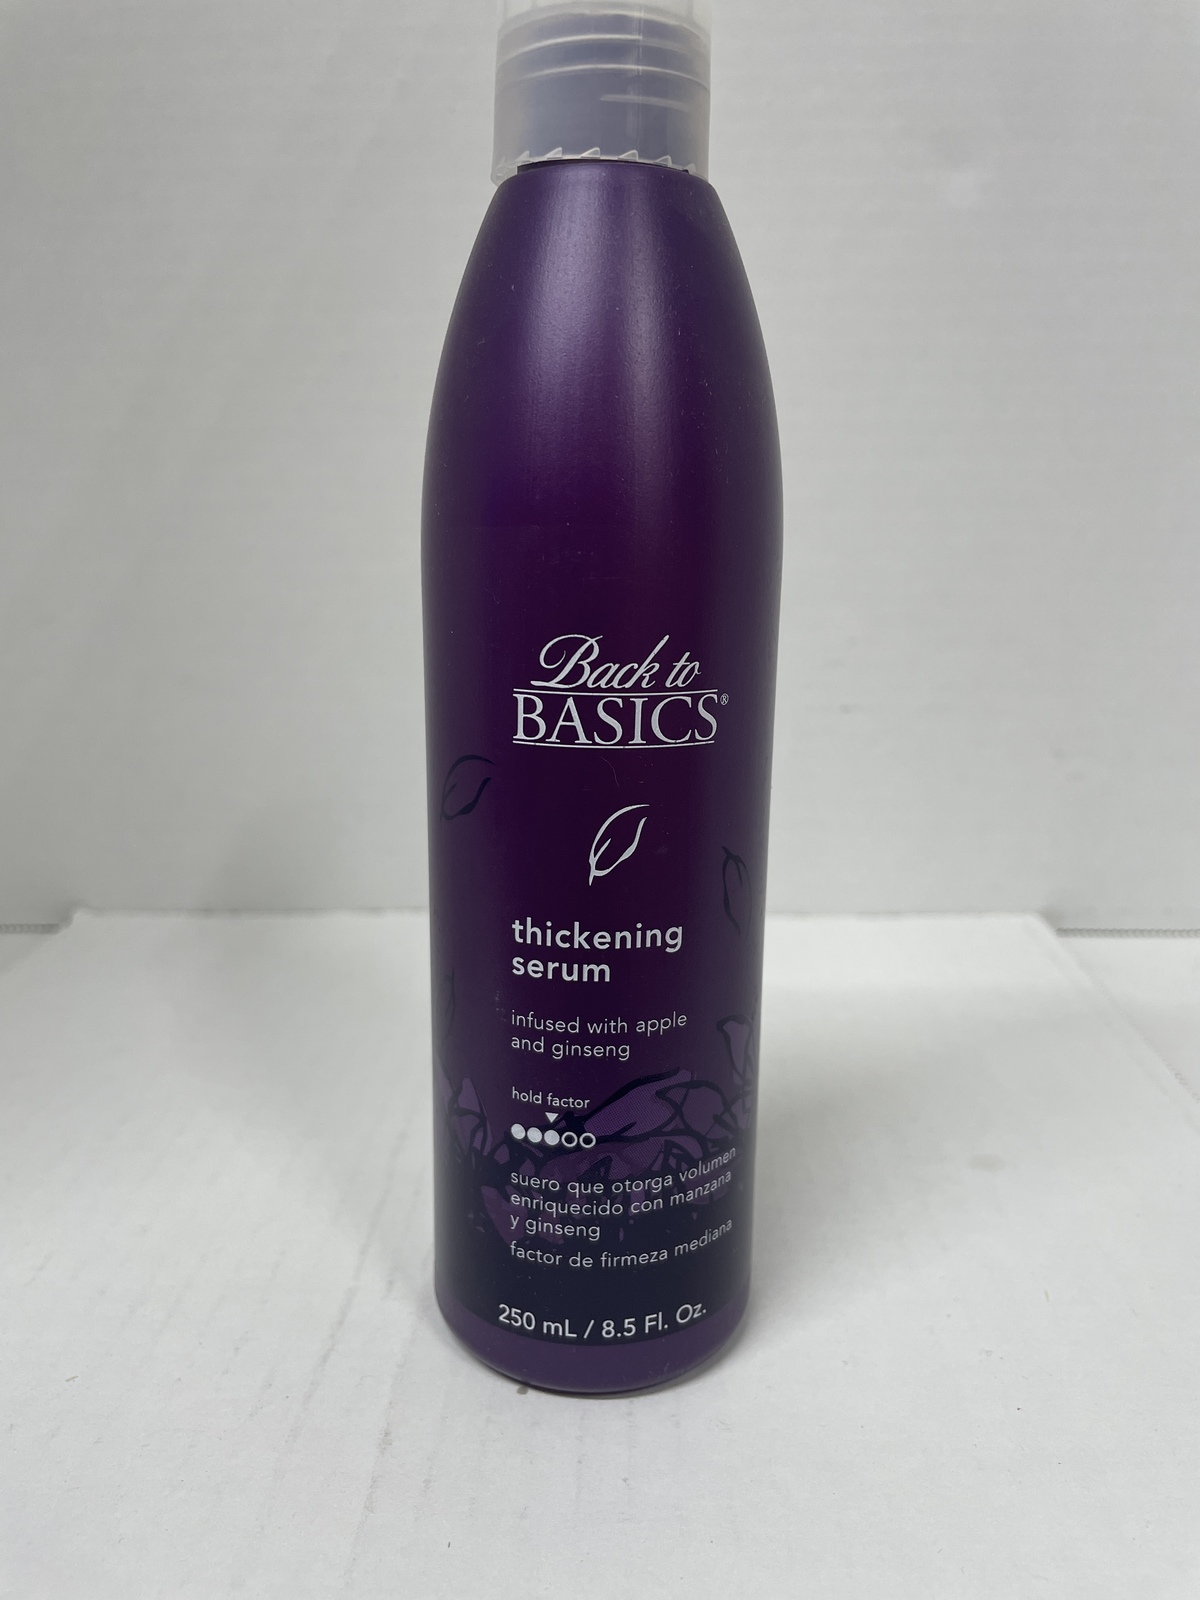 Back to
BASICS®
thickening
serum
infused with apple
and ginseng
hold factor
suero que otorga volumen
enriquecido con manzana
y ginseng
factor de firmeza mediana
250 mL / 8.5 Fl. Oz.